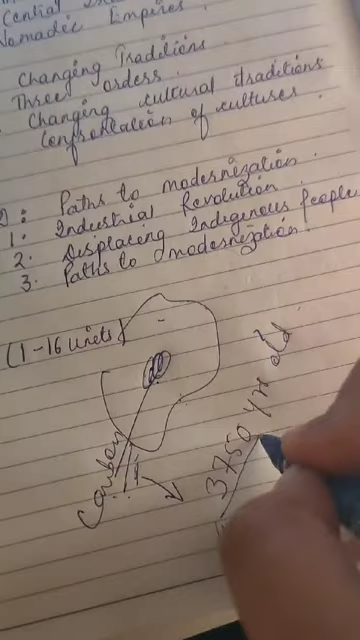 Central
Nomadic Empires.
Changing Traditions
Three orders.
Changing cultural traditions
Confrontation of cultures.
: Paths to modernization.
1. Industrial Revolution
2. Displacing Indigenous People
3. Paths to modernization.
(1-16 units)
3750 yrs old